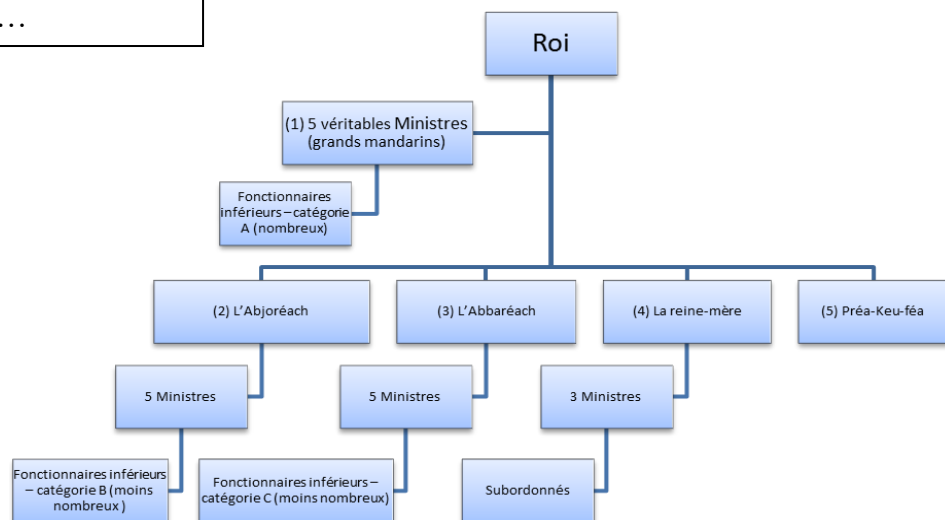 …
Roi
(1) 5 véritables Ministres
(grands mandarins)
Fonctionnaires
inférieurs – catégorie
A (nombreux)
(2) L’Abjoréach
(3) L’Abbaréach
(4) La reine-mère
(5) Préa-Keu-féa
5 Ministres
5 Ministres
3 Ministres
Fonctionnaires inférieurs
– catégorie B (moins
nombreux )
Fonctionnaires inférieurs –
catégorie C (moins nombreux)
Subordonnés